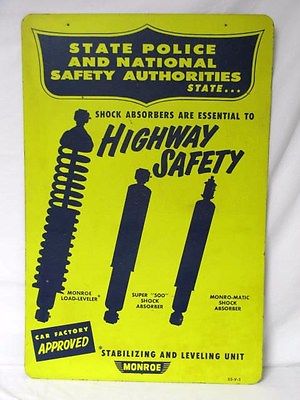 STATE POLICE
AND NATIONAL
SAFETY AUTHORITIES
STATE...
SHOCK ABSORBERS ARE ESSENTIAL TO
HIGHWAY
SAFETY
MONROE
LOAD-LEVELER*
SUPER "500"
SHOCK
ABSORBER
MONRO-MATIC
SHOCK
ABSORBER
CAR FACTORY
APPROVED
*STABILIZING AND LEVELING UNIT
MONROE